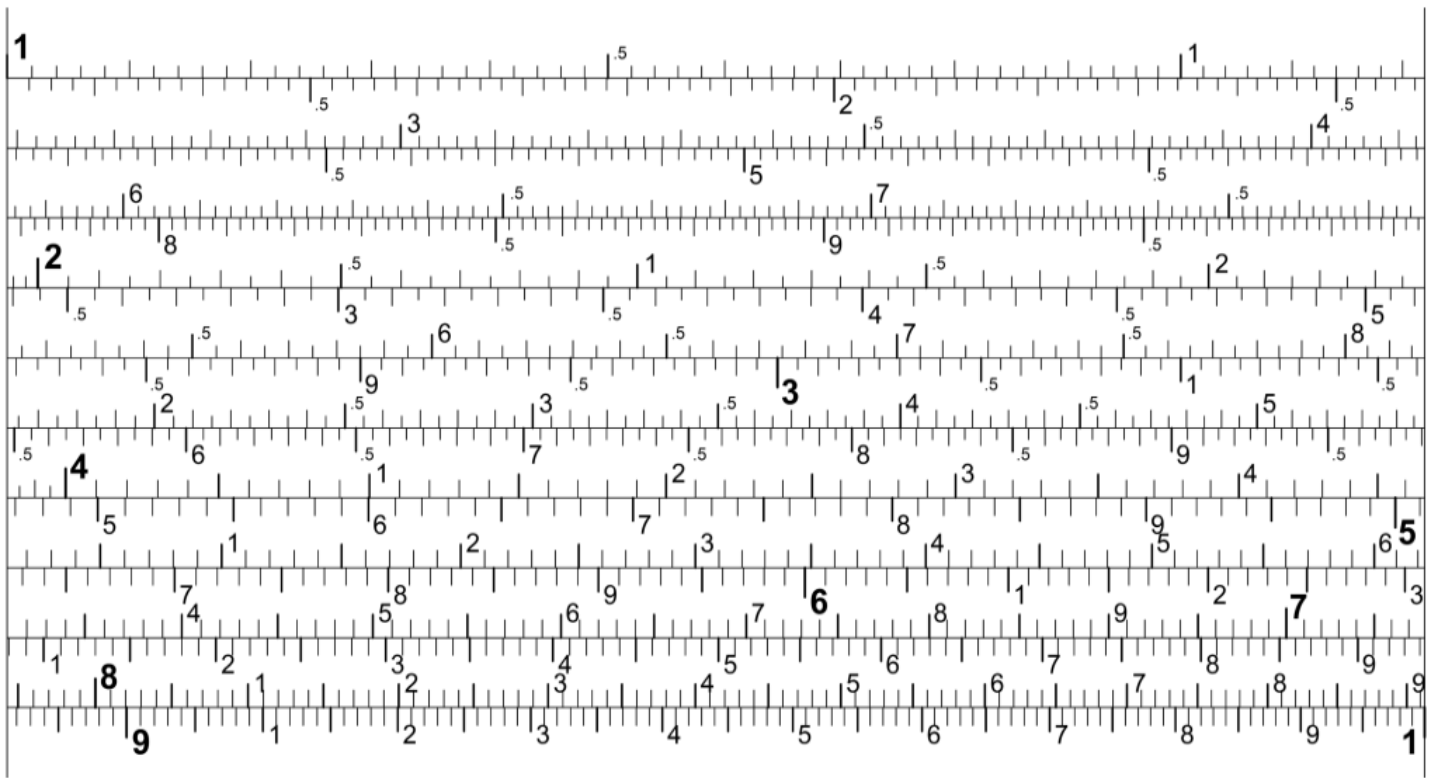 1 .5 1
.5 2 .5
3 .5 4
.5 5 .5
6 .5 7 .5
8 .5 9 .5
2 .5 1 .5 2
.5 3 .5 4 .5 5
.5 6 .5 7 .5 8
.5 9 .5 3 .5 1 .5
2 .5 3 .5 4 .5 5
.5 6 .5 7 .5 8 .5 9 .5
4 1 2 3 4
5 6 7 8 9 5
1 2 3 4 5 6
7 8 9 6 1 2 3
4 5 6 7 8 9 7
1 2 3 4 5 6 7 8 9
8 1 2 3 4 5 6 7 8 9
9 1 2 3 4 5 6 7 8 9 1